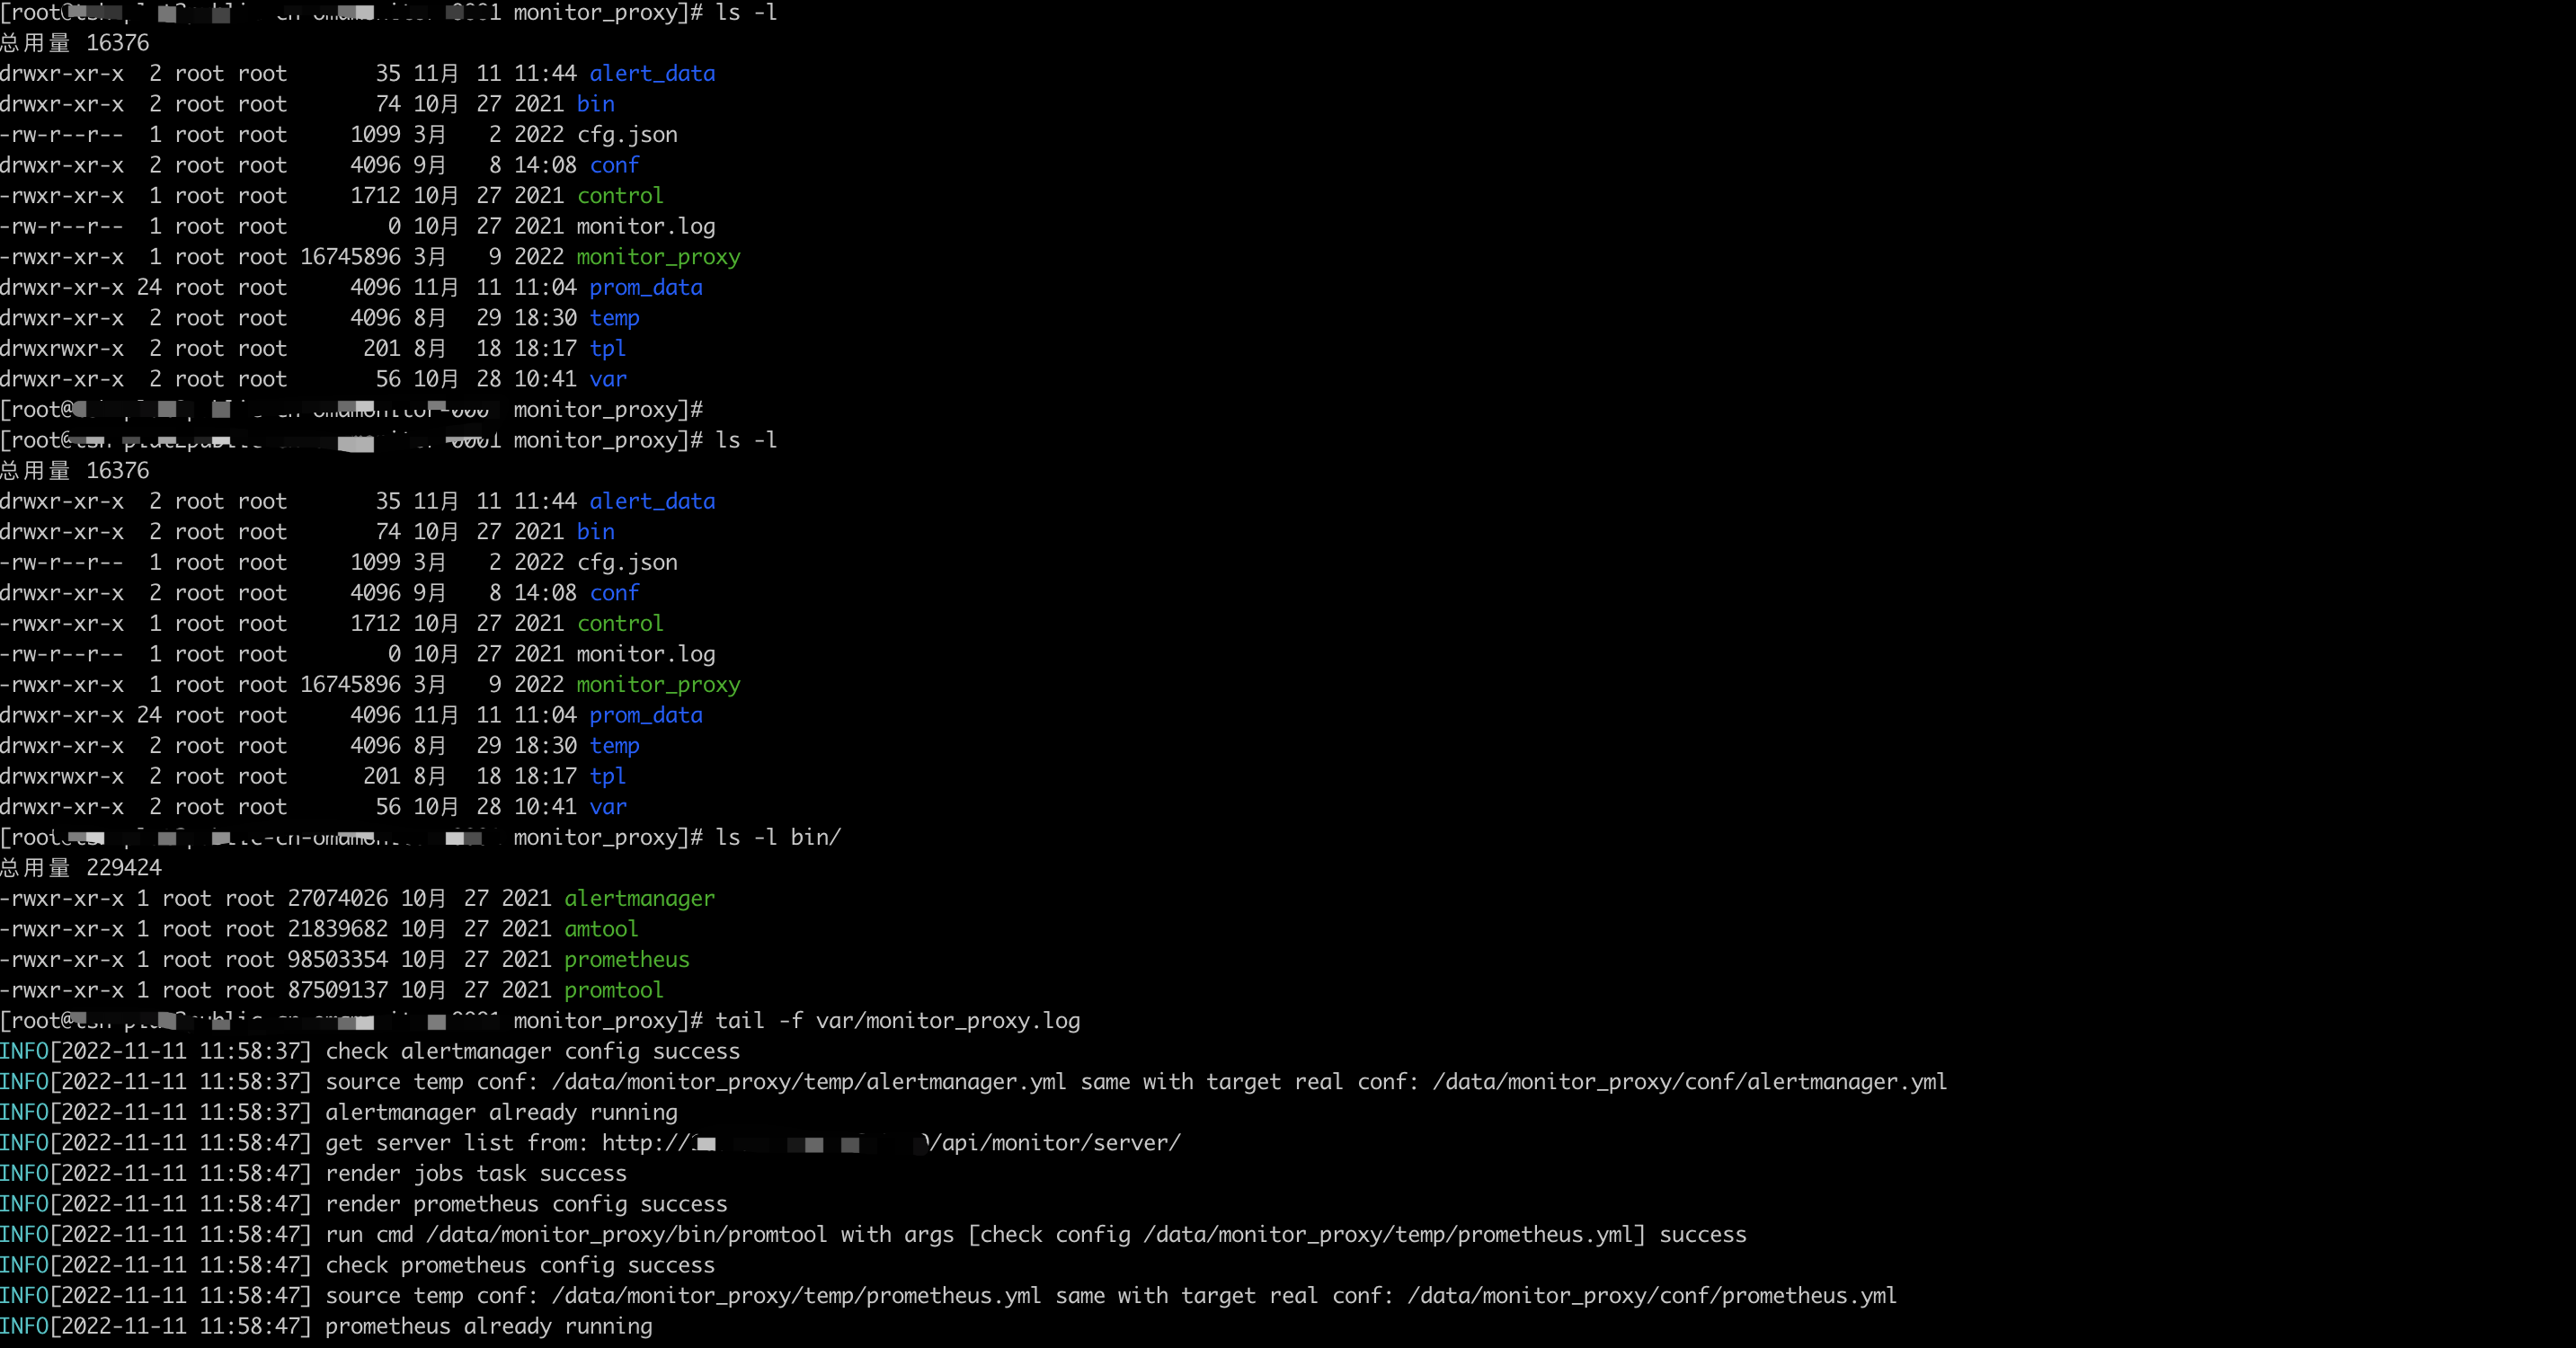 [root monitor_proxy]# ls -l
总用量 16376
drwxr-xr-x  2 root root       35 11月 11 11:44 alert_data
drwxr-xr-x  2 root root       74 10月 27 2021 bin
-rw-r--r--  1 root root     1099 3月   2 2022 cfg.json
drwxr-xr-x  2 root root     4096 9月   8 14:08 conf
-rwxr-xr-x  1 root root     1712 10月 27 2021 control
-rw-r--r--  1 root root        0 10月 27 2021 monitor.log
-rwxr-xr-x  1 root root 16745896 3月   9 2022 monitor_proxy
drwxr-xr-x 24 root root     4096 11月 11 11:04 prom_data
drwxr-xr-x  2 root root     4096 8月  29 18:30 temp
drwxrwxr-x  2 root root      201 8月  18 18:17 tpl
drwxr-xr-x  2 root root       56 10月 28 10:41 var
[root@ monitor_proxy]#
[root@ monitor_proxy]# ls -l
总用量 16376
drwxr-xr-x  2 root root       35 11月 11 11:44 alert_data
drwxr-xr-x  2 root root       74 10月 27 2021 bin
-rw-r--r--  1 root root     1099 3月   2 2022 cfg.json
drwxr-xr-x  2 root root     4096 9月   8 14:08 conf
-rwxr-xr-x  1 root root     1712 10月 27 2021 control
-rw-r--r--  1 root root        0 10月 27 2021 monitor.log
-rwxr-xr-x  1 root root 16745896 3月   9 2022 monitor_proxy
drwxr-xr-x 24 root root     4096 11月 11 11:04 prom_data
drwxr-xr-x  2 root root     4096 8月  29 18:30 temp
drwxrwxr-x  2 root root      201 8月  18 18:17 tpl
drwxr-xr-x  2 root root       56 10月 28 10:41 var
[root monitor_proxy]# ls -l bin/
总用量 229424
-rwxr-xr-x 1 root root 27074026 10月 27 2021 alertmanager
-rwxr-xr-x 1 root root 21839682 10月 27 2021 amtool
-rwxr-xr-x 1 root root 98503354 10月 27 2021 prometheus
-rwxr-xr-x 1 root root 87509137 10月 27 2021 promtool
[root@ monitor_proxy]# tail -f var/monitor_proxy.log
INFO[2022-11-11 11:58:37] check alertmanager config success
INFO[2022-11-11 11:58:37] source temp conf: /data/monitor_proxy/temp/alertmanager.yml same with target real conf: /data/monitor_proxy/conf/alertmanager.yml
INFO[2022-11-11 11:58:37] alertmanager already running
INFO[2022-11-11 11:58:47] get server list from: http:// /api/monitor/server/
INFO[2022-11-11 11:58:47] render jobs task success
INFO[2022-11-11 11:58:47] render prometheus config success
INFO[2022-11-11 11:58:47] run cmd /data/monitor_proxy/bin/promtool with args [check config /data/monitor_proxy/temp/prometheus.yml] success
INFO[2022-11-11 11:58:47] check prometheus config success
INFO[2022-11-11 11:58:47] source temp conf: /data/monitor_proxy/temp/prometheus.yml same with target real conf: /data/monitor_proxy/conf/prometheus.yml
INFO[2022-11-11 11:58:47] prometheus already running